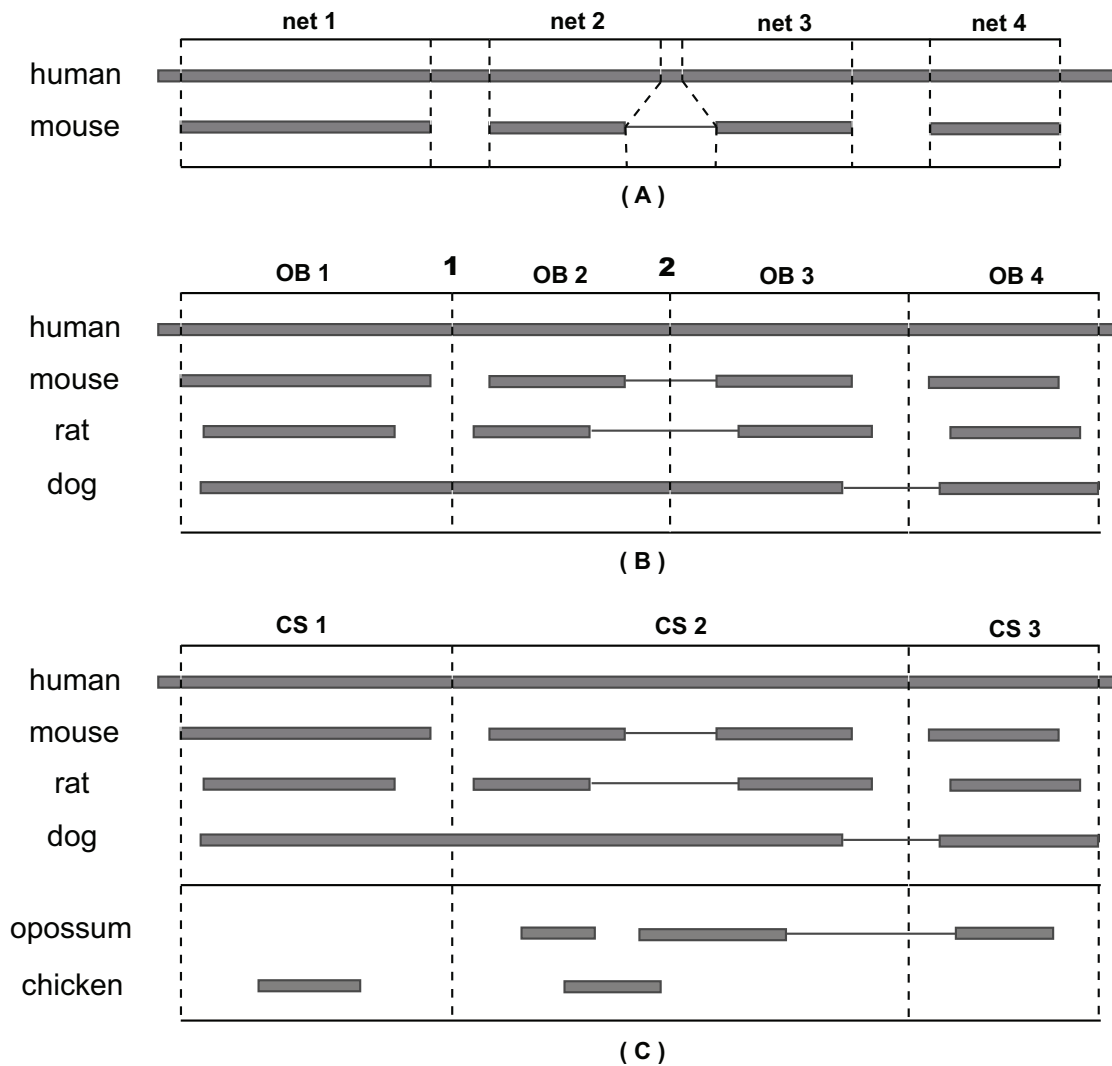 net 1 net 2 net 3 net 4
human
mouse
( A )
OB 1 1 OB 2 2 OB 3 OB 4
human
mouse
rat
dog
( B )
CS 1 CS 2 CS 3
human
mouse
rat
dog
opossum
chicken
( C )